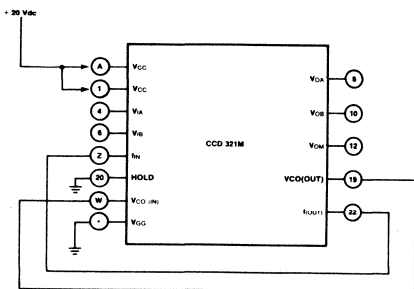 + 20 Vdc
A VCC
1 VCC
4 VIA
6 VIB
Z fIN
20 HOLD
W VCO (IN)
* VGG
CCD 321M
VOA 8
VOB 10
VOM 12
VCO(OUT) 19
f(OUT) 22